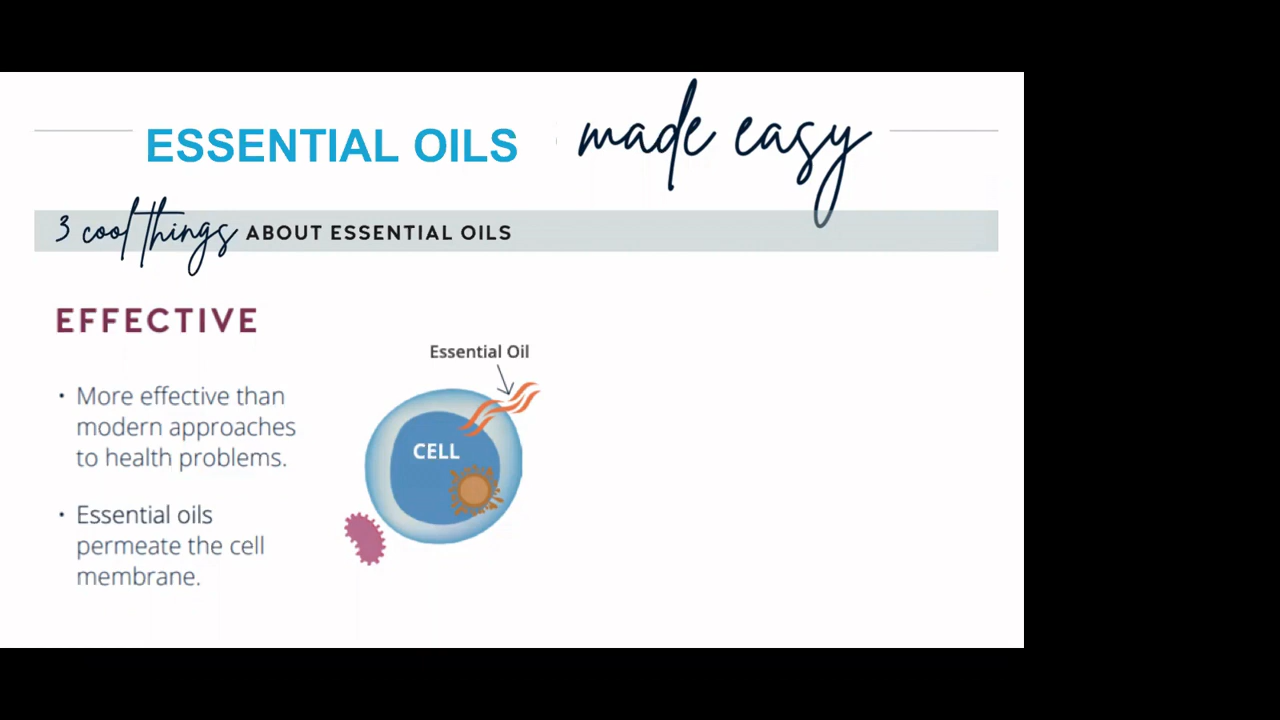 ESSENTIAL OILS made easy
3 cool things ABOUT ESSENTIAL OILS
EFFECTIVE
Essential Oil
• More effective than
modern approaches
to health problems.
CELL
• Essential oils
permeate the cell
membrane.